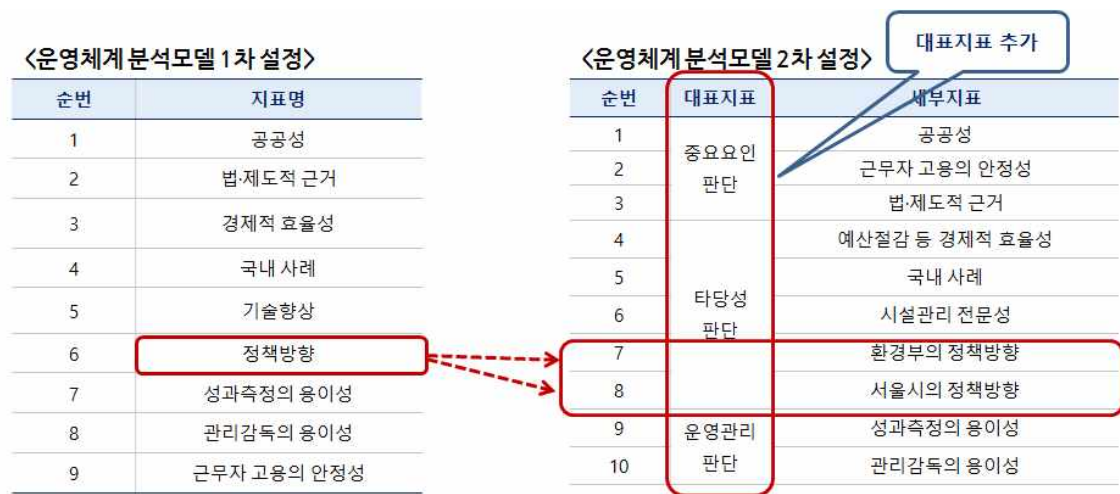 대표지표 추가
<운영체계 분석모델 1차 설정>
순번 지표명
1 공공성
2 법·제도적 근거
3 경제적 효율성
4 국내 사례
5 기술향상
6 정책방향
7 성과측정의 용이성
8 관리감독의 용이성
9 근무자 고용의 안정성
<운영체계 분석모델 2차 설정>
순번 대표지표 세부지표
1 공공성
중요요인
2 근무자 고용의 안정성
판단
3 법·제도적 근거
4 예산절감 등 경제적 효율성
5 국내 사례
타당성
6 시설관리 전문성
판단
7 환경부의 정책방향
8 서울시의 정책방향
9 성과측정의 용이성
운영관리
판단
10 관리감독의 용이성